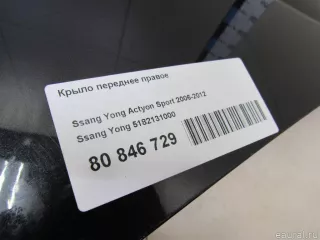 Крыло переднее правое
Ssang Yong Actyon Sport 2006-2012
Ssang Yong 5182131000
80 846 729